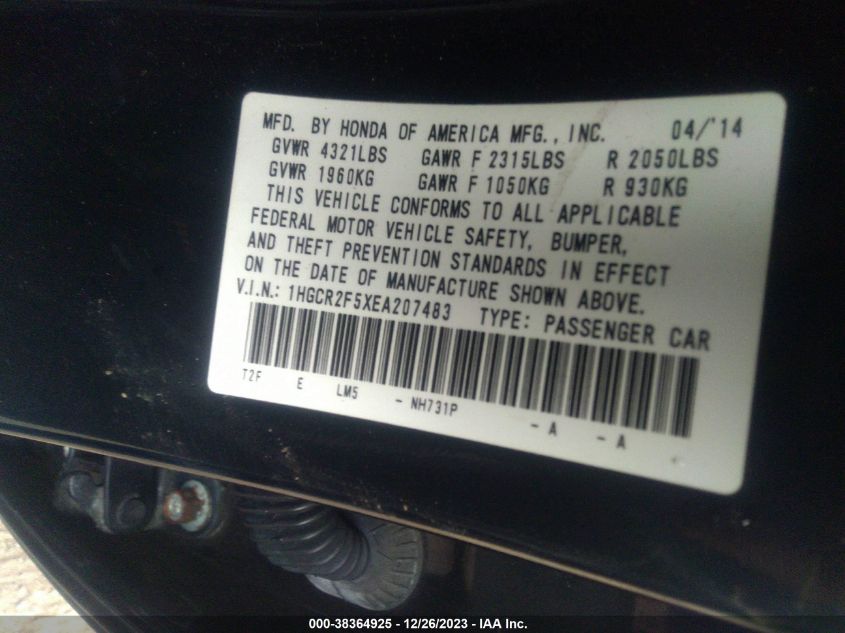 MFD. BY HONDA OF AMERICA MFG., INC. 04/'14
GVWR 4321LBS GAWR F 2315LBS R 2050LBS
GVWR 1960KG GAWR F 1050KG R 930KG
THIS VEHICLE CONFORMS TO ALL APPLICABLE
FEDERAL MOTOR VEHICLE SAFETY, BUMPER,
AND THEFT PREVENTION STANDARDS IN EFFECT
ON THE DATE OF MANUFACTURE SHOWN ABOVE.
V.I.N.: 1HGCR2F5XEA207483 TYPE: PASSENGER CAR
T2F E LM5 - NH731P - A - A
000-38364925 - 12/26/2023 - IAA Inc.